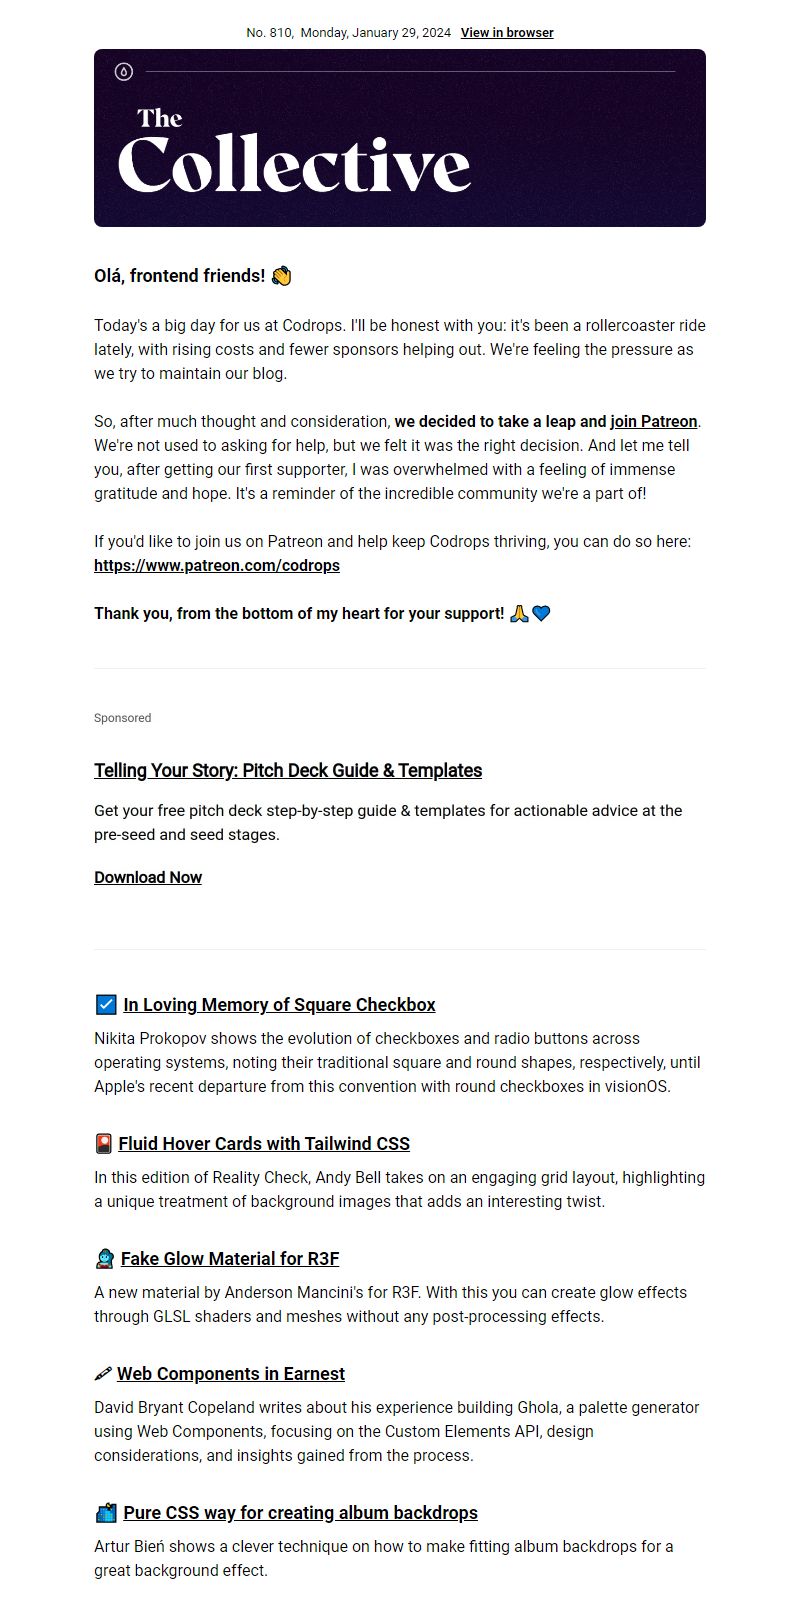 No. 810, Monday, January 29, 2024 View in browser
The
Collective
Olá, frontend friends! 👋
Today's a big day for us at Codrops. I'll be honest with you: it's been a rollercoaster ride
lately, with rising costs and fewer sponsors helping out. We're feeling the pressure as
we try to maintain our blog.
So, after much thought and consideration, we decided to take a leap and join Patreon.
We're not used to asking for help, but we felt it was the right decision. And let me tell
you, after getting our first supporter, I was overwhelmed with a feeling of immense
gratitude and hope. It's a reminder of the incredible community we're a part of!
If you'd like to join us on Patreon and help keep Codrops thriving, you can do so here:
https://www.patreon.com/codrops
Thank you, from the bottom of my heart for your support! 🙏💙
Sponsored
Telling Your Story: Pitch Deck Guide & Templates
Get your free pitch deck step-by-step guide & templates for actionable advice at the
pre-seed and seed stages.
Download Now
☑️ In Loving Memory of Square Checkbox
Nikita Prokopov shows the evolution of checkboxes and radio buttons across
operating systems, noting their traditional square and round shapes, respectively, until
Apple's recent departure from this convention with round checkboxes in visionOS.
🎴 Fluid Hover Cards with Tailwind CSS
In this edition of Reality Check, Andy Bell takes on an engaging grid layout, highlighting
a unique treatment of background images that adds an interesting twist.
Fake Glow Material for R3F
A new material by Anderson Mancini's for R3F. With this you can create glow effects
through GLSL shaders and meshes without any post-processing effects.
Web Components in Earnest
David Bryant Copeland writes about his experience building Ghola, a palette generator
using Web Components, focusing on the Custom Elements API, design
considerations, and insights gained from the process.
Pure CSS way for creating album backdrops
Artur Bień shows a clever technique on how to make fitting album backdrops for a
great background effect.